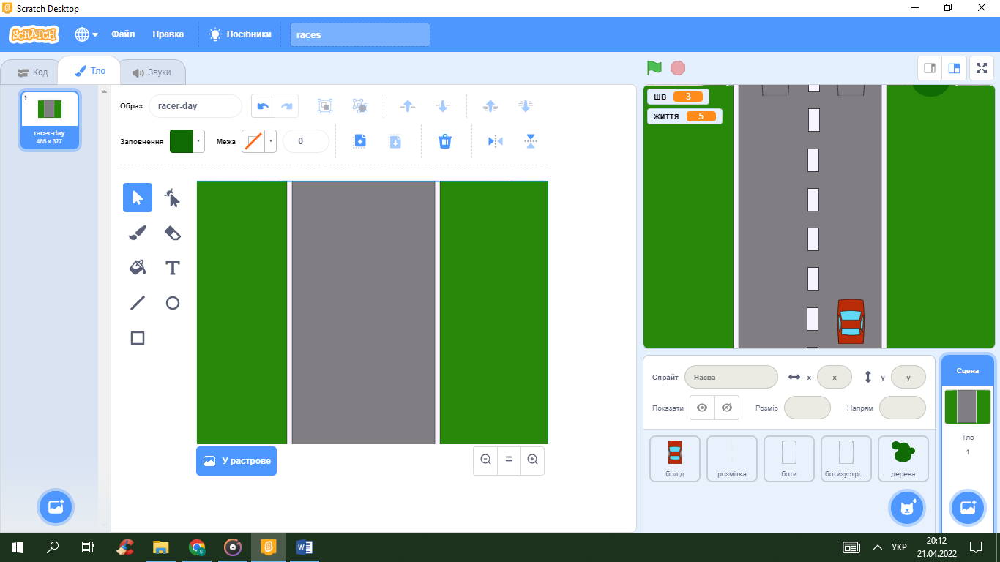 Scratch Desktop
SCRATCH
Файл
Правка
Посібники
races
Код
Тло
Звуки
1
racer-day
485 x 377
Образ
racer-day
Заповнення
Межа
0
У растрове
шв 3
життя 5
Спрайт
Назва
x
x
y
y
Показати
Розмір
Напрям
болід
розмітка
боти
ботизустрі...
дерева
Сцена
Тло
1
УКР
20:12
21.04.2022